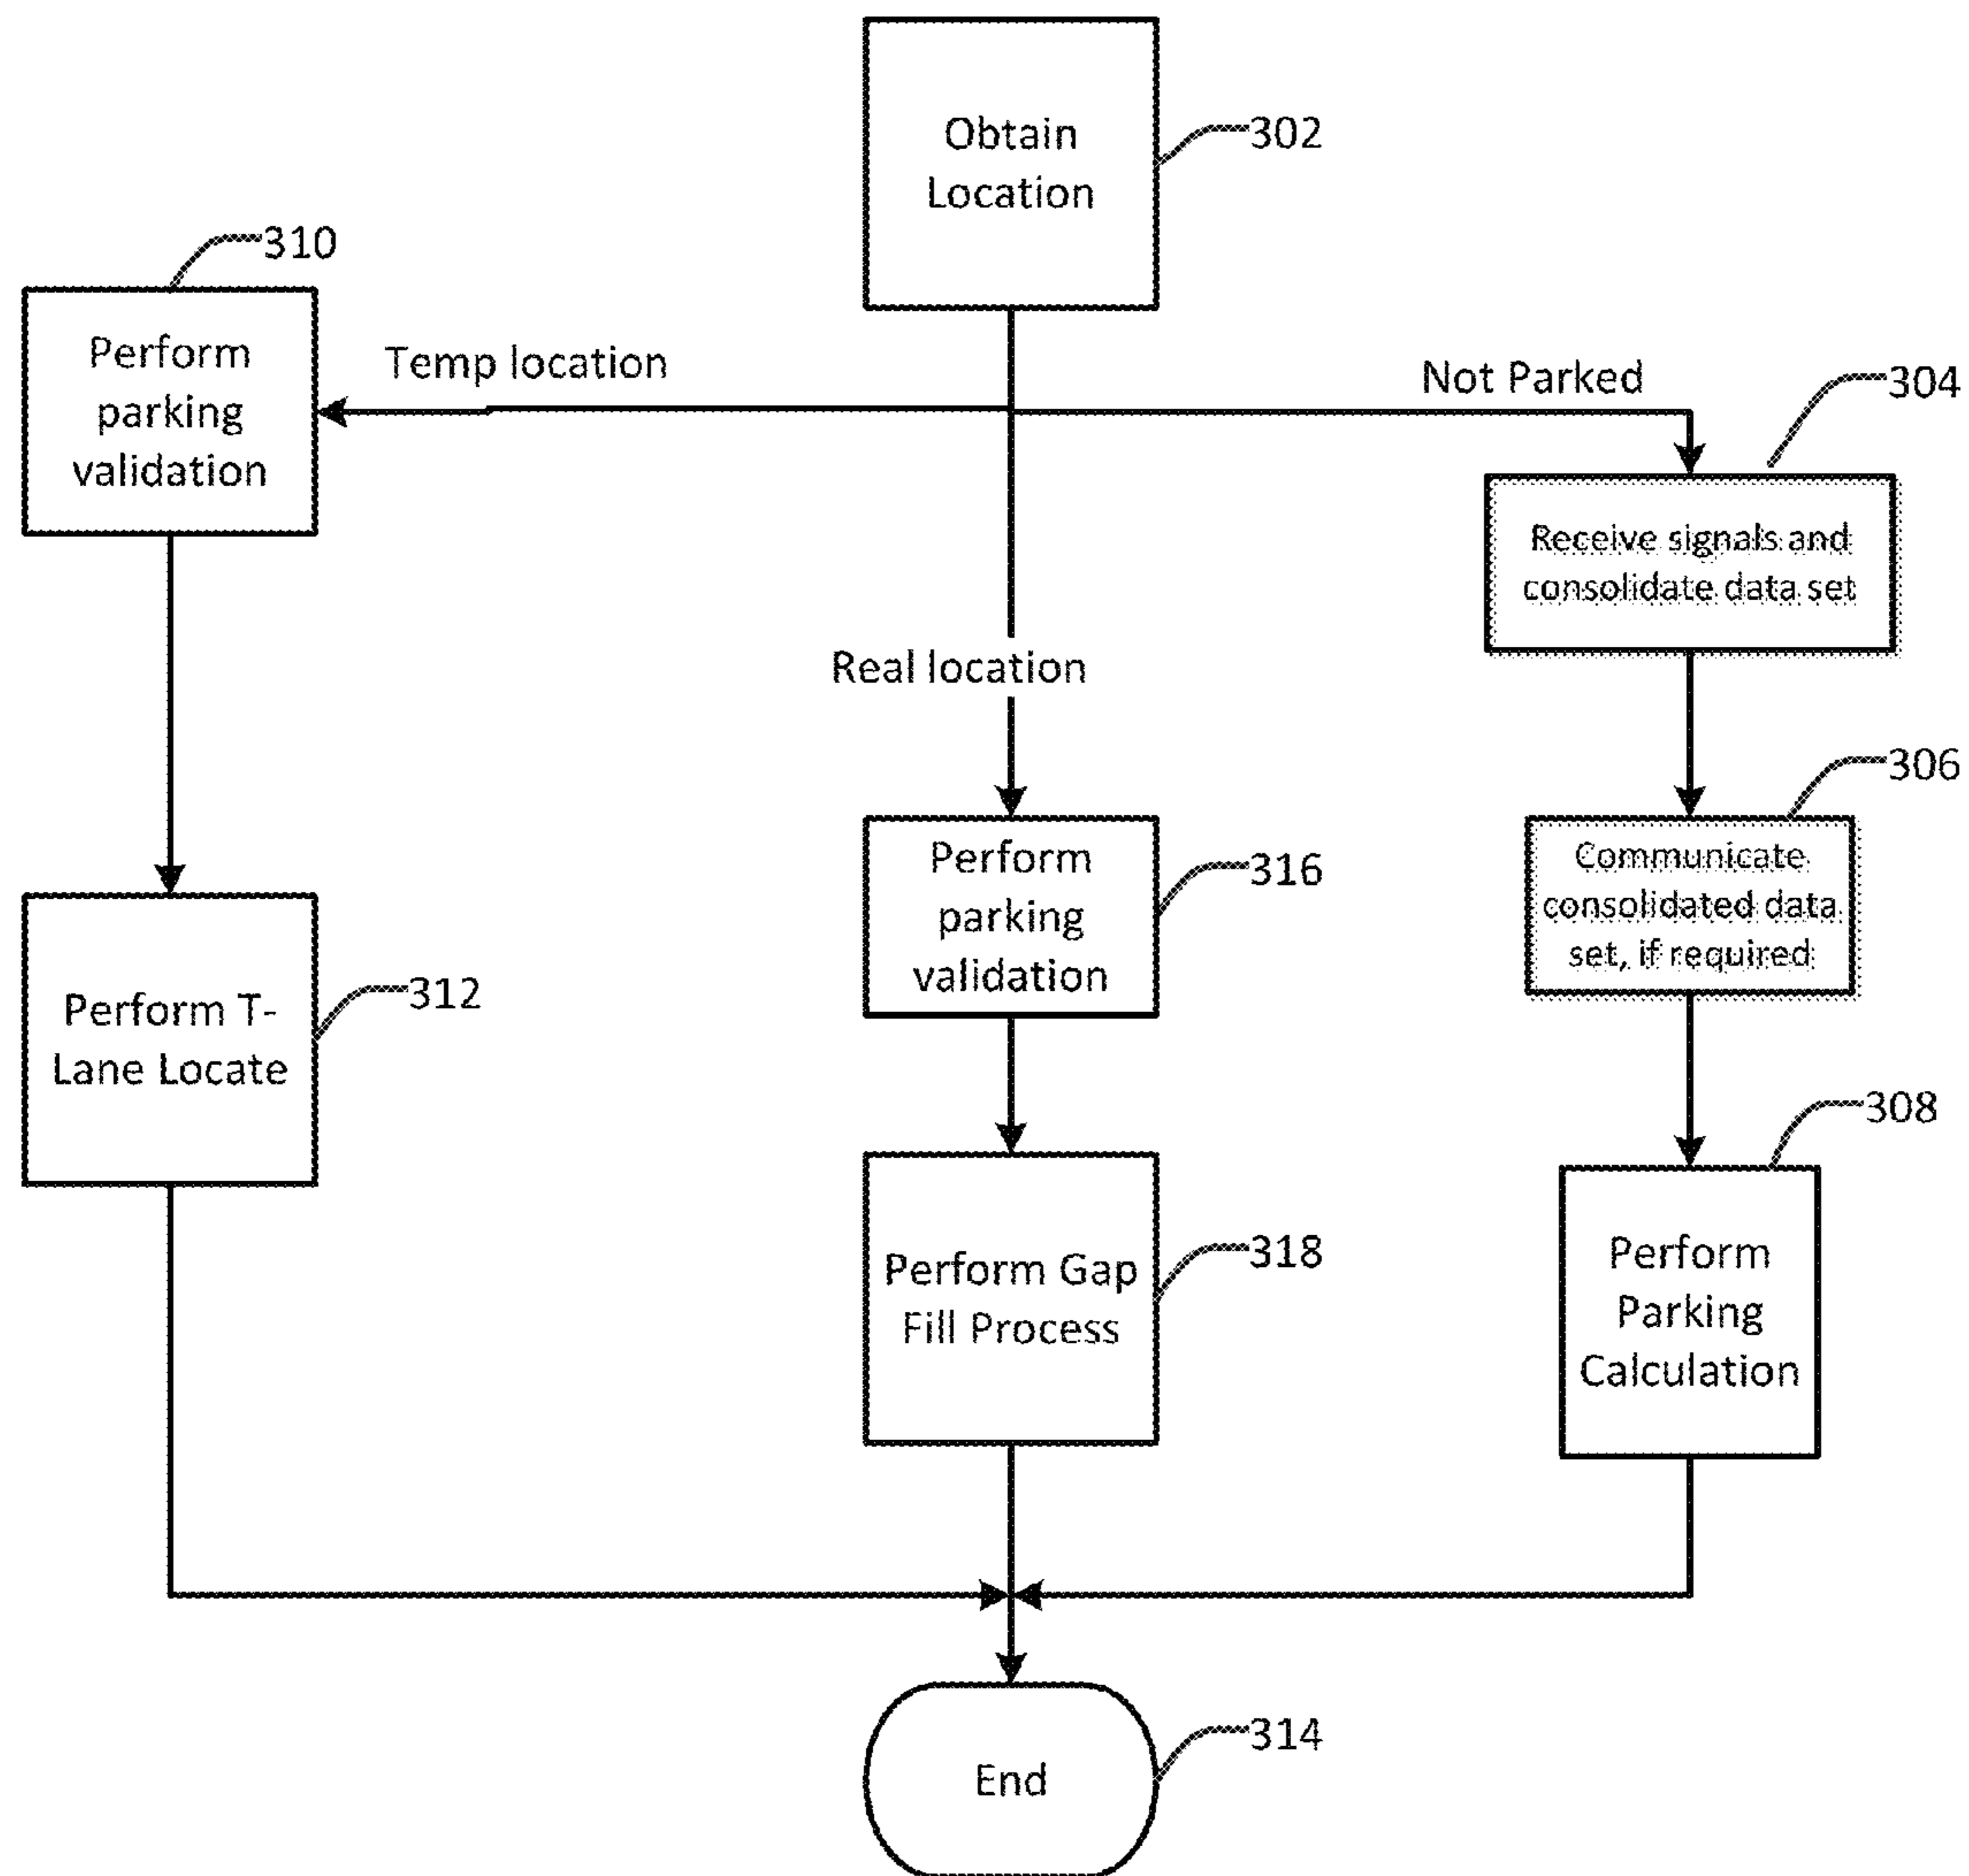 Obtain
Location
302
310
Perform
parking
validation
Temp location
Not Parked
304
Receive signals and
consolidate data set
Real location
306
Communicate
consolidated data
set, if required
Perform
parking
validation
316
Perform T-
Lane Locate
312
308
Perform
Parking
Calculation
Perform Gap
Fill Process
318
End
314